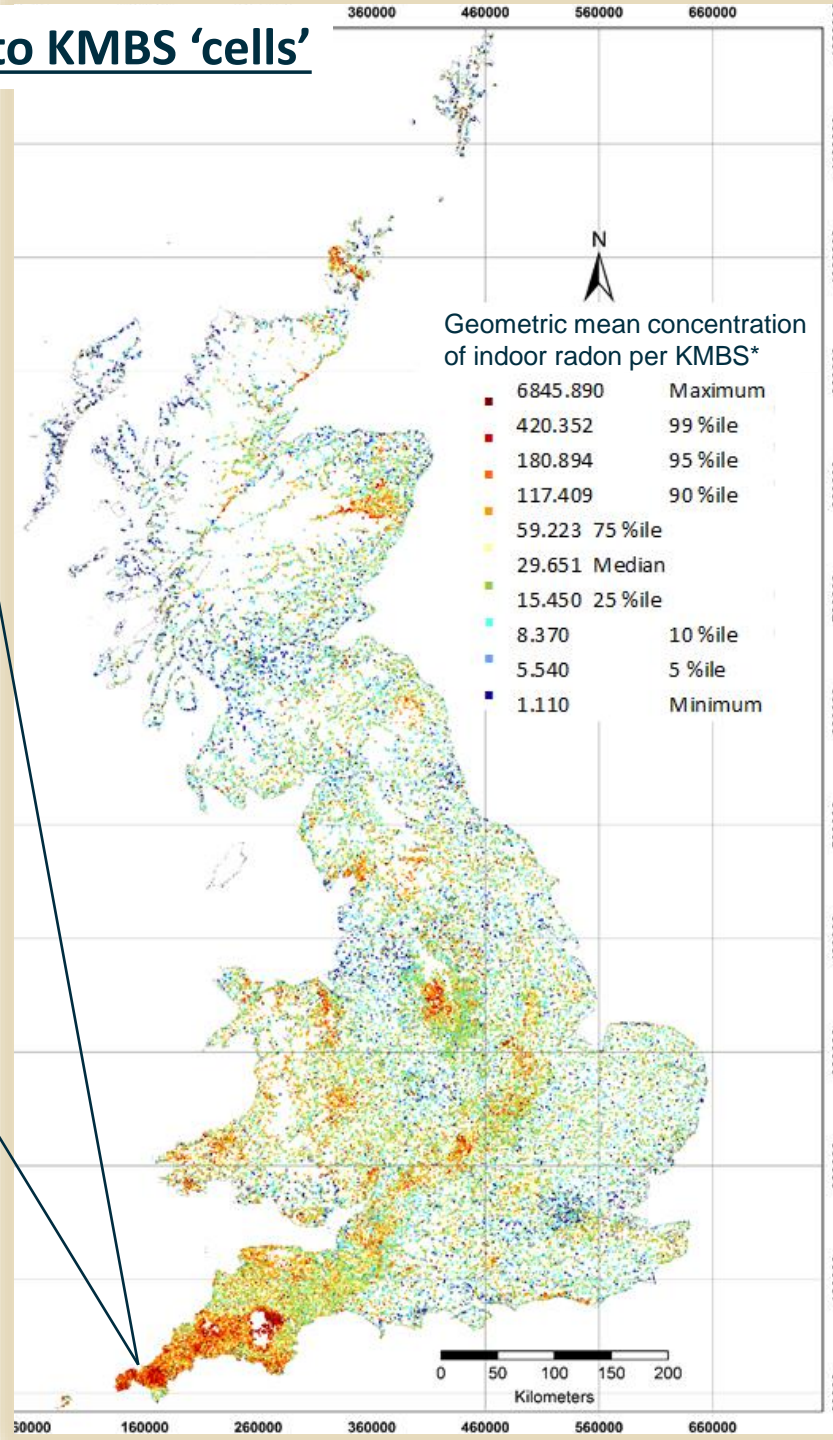 to KMBS ‘cells’
360000 460000 560000 660000
N
Geometric mean concentration
of indoor radon per KMBS*
6845.890 Maximum
420.352 99 %ile
180.894 95 %ile
117.409 90 %ile
59.223 75 %ile
29.651 Median
15.450 25 %ile
8.370 10 %ile
5.540 5 %ile
1.110 Minimum
0 50 100 150 200
Kilometers
160000 260000 360000 460000 560000 660000